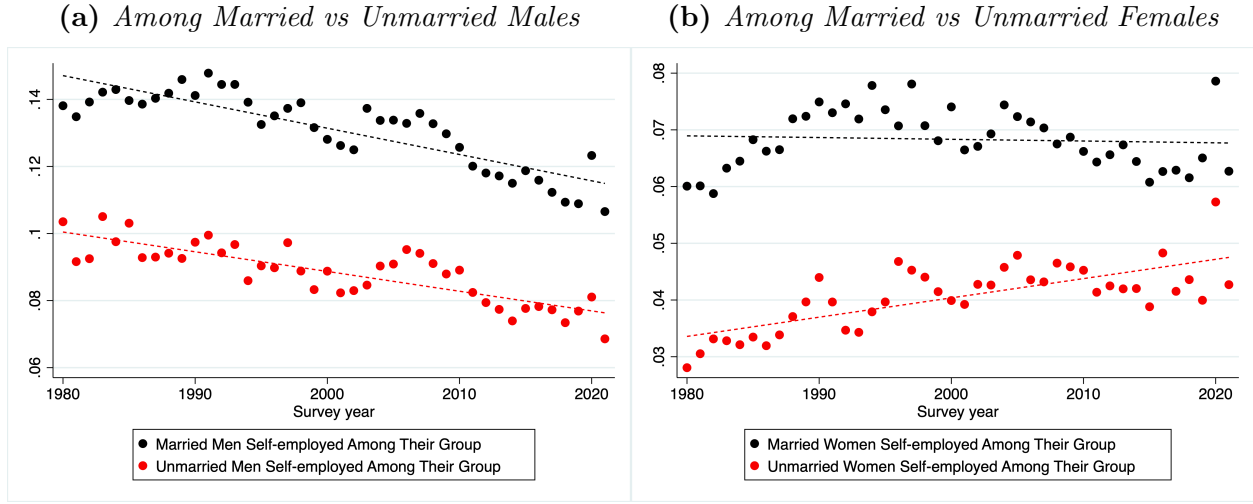 (a) Among Married vs Unmarried Males
.14
.12
.1
.08
.06
1980 1990 2000 2010 2020
Survey year
Married Men Self-employed Among Their Group
Unmarried Men Self-employed Among Their Group
(b) Among Married vs Unmarried Females
.08
.07
.06
.05
.04
.03
1980 1990 2000 2010 2020
Survey year
Married Women Self-employed Among Their Group
Unmarried Women Self-employed Among Their Group